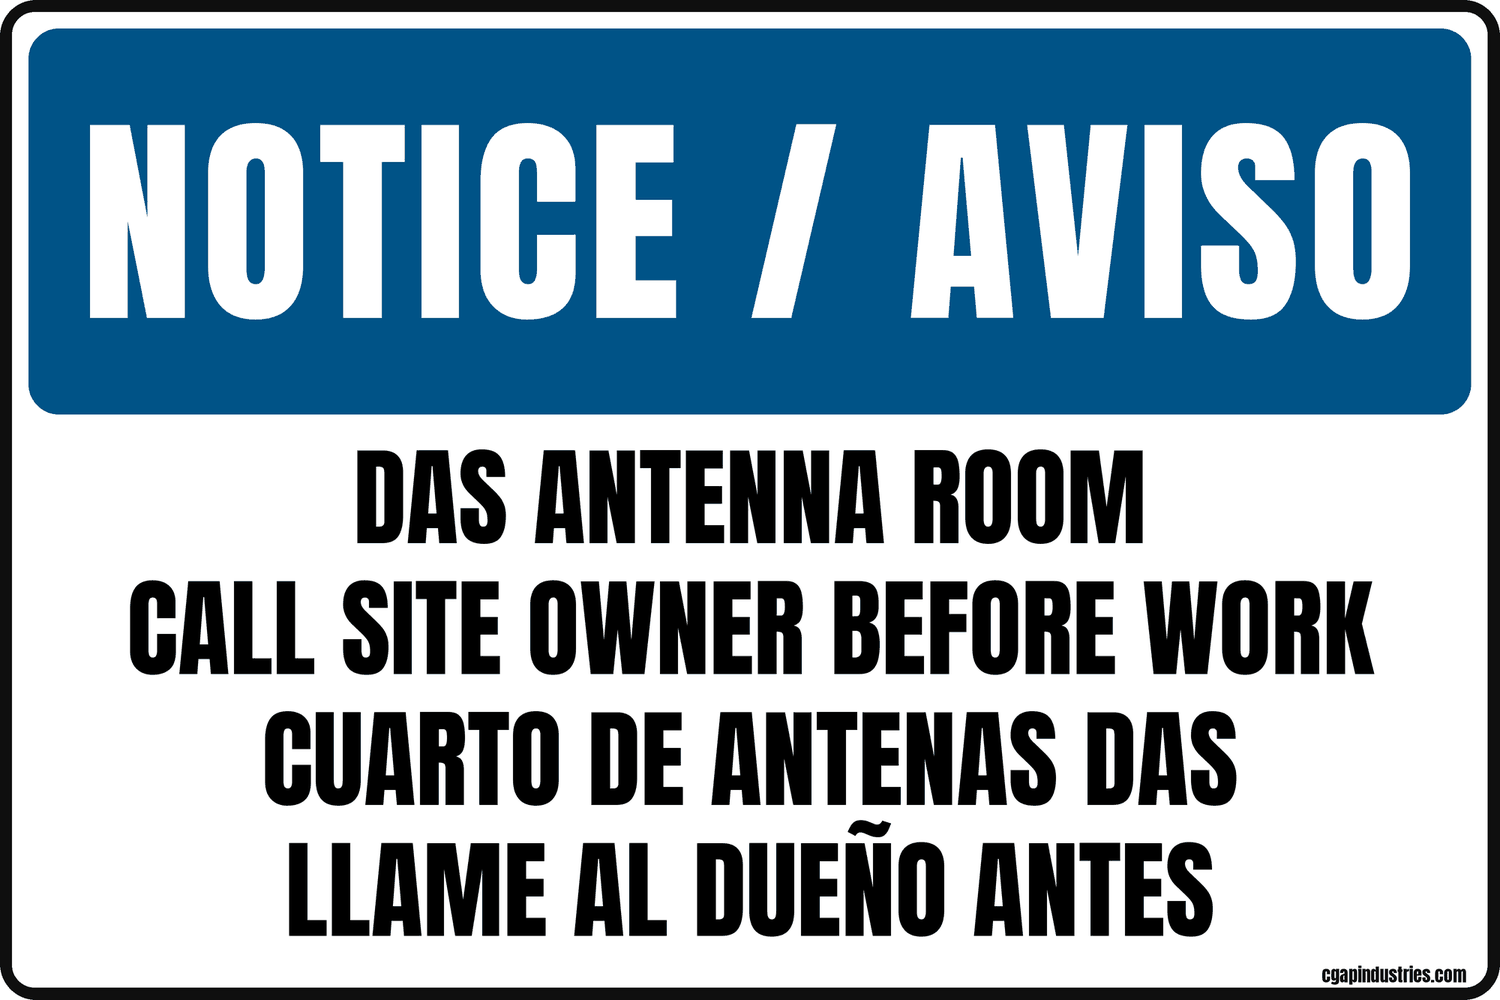 NOTICE / AVISO
DAS ANTENNA ROOM
CALL SITE OWNER BEFORE WORK
CUARTO DE ANTENAS DAS
LLAME AL DUEÑO ANTES
cgapindustries.com